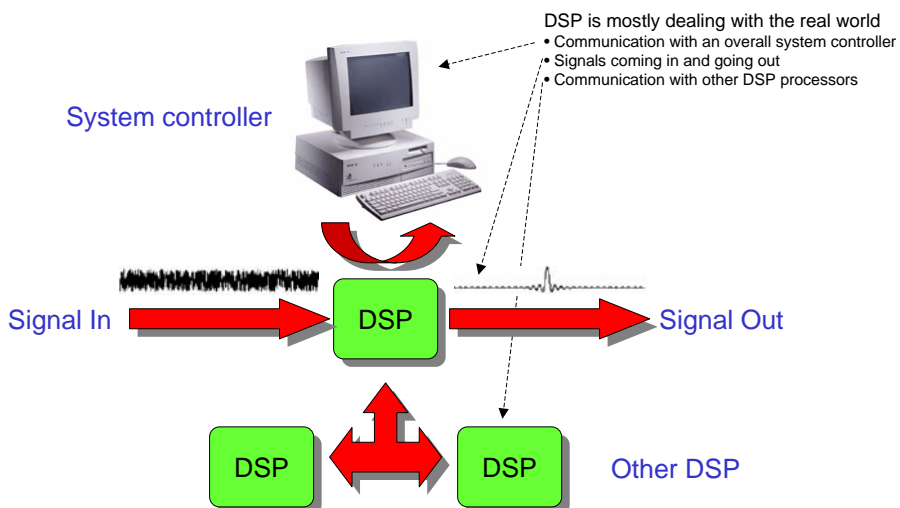 DSP is mostly dealing with the real world
• Communication with an overall system controller
• Signals coming in and going out
• Communication with other DSP processors
System controller
Signal In
DSP
Signal Out
DSP
DSP
Other DSP